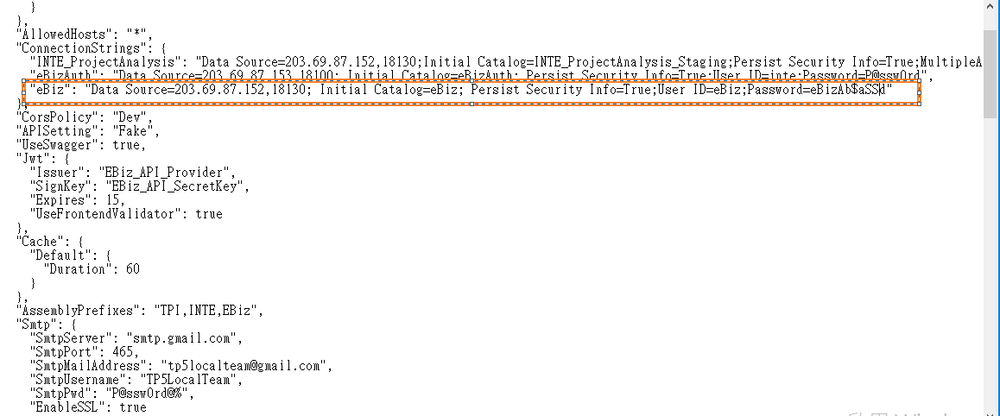 }
},
"AllowedHosts": "*",
"ConnectionStrings": {
"INTE_ProjectAnalysis": "Data Source=203.69.87.152,18130;Initial Catalog=INTE_ProjectAnalysis_Staging;Persist Security Info=True;MultipleA
"eBizAuth": "Data Source=203.69.87.153,18100; Initial Catalog=eBizAuth; Persist Security Info=True;User ID=inte;Password=P@ssw0rd",
"eBiz": "Data Source=203.69.87.152,18130; Initial Catalog=eBiz; Persist Security Info=True;User ID=eBiz;Password=eBizAb$aSSd"
},
"CorsPolicy": "Dev",
"APISetting": "Fake",
"UseSwagger": true,
"Jwt": {
"Issuer": "EBiz_API_Provider",
"SignKey": "EBiz_API_SecretKey",
"Expires": 15,
"UseFrontendValidator": true
},
"Cache": {
"Default": {
"Duration": 60
}
},
"AssemblyPrefixes": "TPI,INTE,EBiz",
"Smtp": {
"SmtpServer": "smtp.gmail.com",
"SmtpPort": 465,
"SmtpMailAddress": "tp5localteam@gmail.com",
"SmtpUsername": "TP5LocalTeam",
"SmtpPwd": "P@ssw0rd@%",
"EnableSSL": true